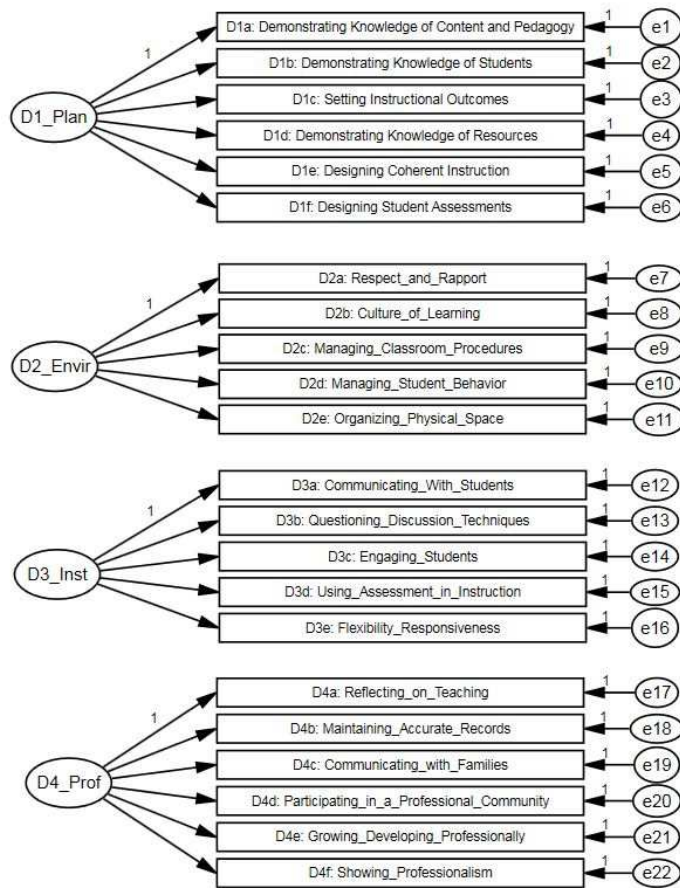 D1a: Demonstrating Knowledge of Content and Pedagogy 1 e1
1
D1b: Demonstrating Knowledge of Students 1 e2
D1c: Setting Instructional Outcomes 1 e3
D1_Plan
D1d: Demonstrating Knowledge of Resources 1 e4
D1e: Designing Coherent Instruction 1 e5
D1f: Designing Student Assessments 1 e6
D2a: Respect_and_Rapport 1 e7
1
D2b: Culture_of_Learning 1 e8
D2c: Managing_Classroom_Procedures 1 e9
D2_Envir
D2d: Managing_Student_Behavior 1 e10
D2e: Organizing_Physical_Space 1 e11
D3a: Communicating_With_Students 1 e12
1
D3b: Questioning_Discussion_Techniques 1 e13
D3c: Engaging_Students 1 e14
D3_Inst
D3d: Using_Assessment_in_Instruction 1 e15
D3e: Flexibility_Responsiveness 1 e16
D4a: Reflecting_on_Teaching 1 e17
1
D4b: Maintaining_Accurate_Records 1 e18
D4c: Communicating_with_Families 1 e19
D4_Prof
D4d: Participating_in_a_Professional_Community 1 e20
D4e: Growing_Developing_Professionally 1 e21
D4f: Showing_Professionalism 1 e22